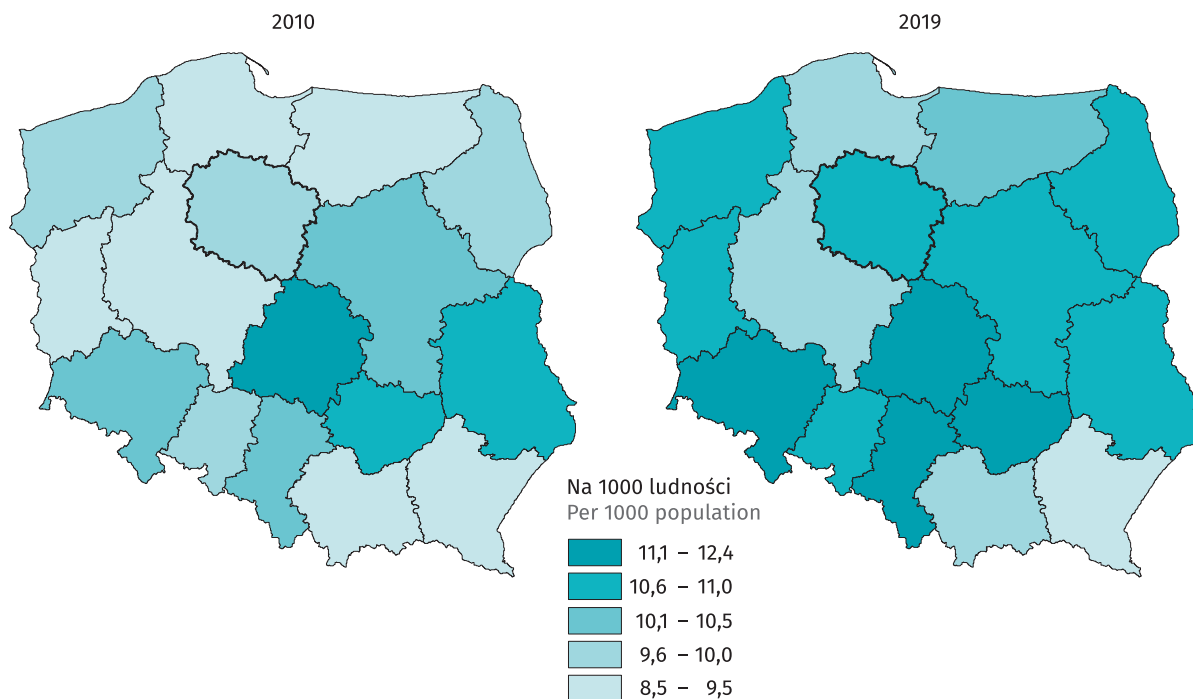 2010
2019
Na 1000 ludności
Per 1000 population
11,1 – 12,4
10,6 – 11,0
10,1 – 10,5
9,6 – 10,0
8,5 – 9,5